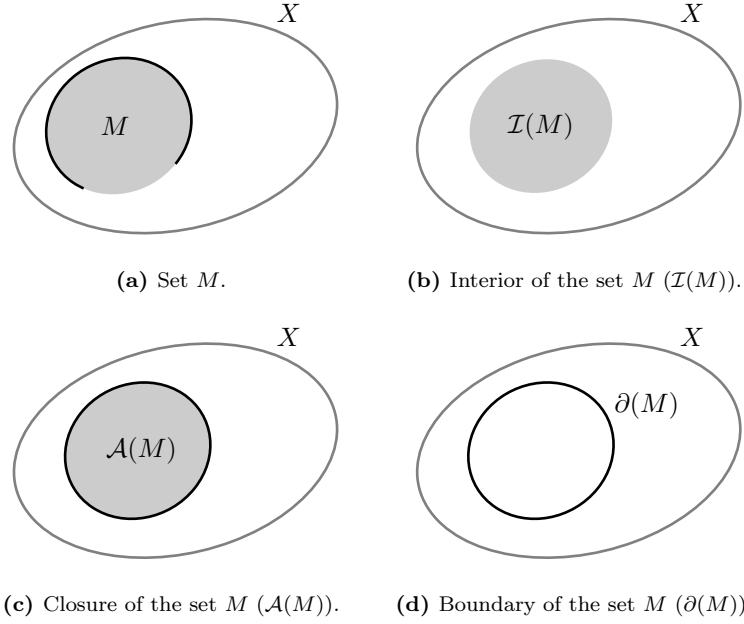 X
X
M
I(M)
(a) Set M.
(b) Interior of the set M (I(M)).
X
X
A(M)
∂(M)
(c) Closure of the set M (A(M)).
(d) Boundary of the set M (∂(M))